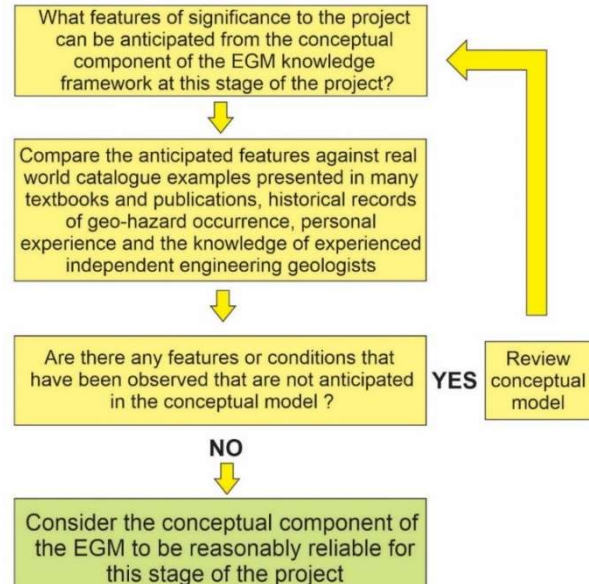 What features of significance to the project
can be anticipated from the conceptual
component of the EGM knowledge
framework at this stage of the project?
Compare the anticipated features against real
world catalogue examples presented in many
textbooks and publications, historical records
of geo-hazard occurrence, personal
experience and the knowledge of experienced
independent engineering geologists
Are there any features or conditions that
have been observed that are not anticipated
in the conceptual model ?
YES
Review
conceptual
model
NO
Consider the conceptual component of
the EGM to be reasonably reliable for
this stage of the project